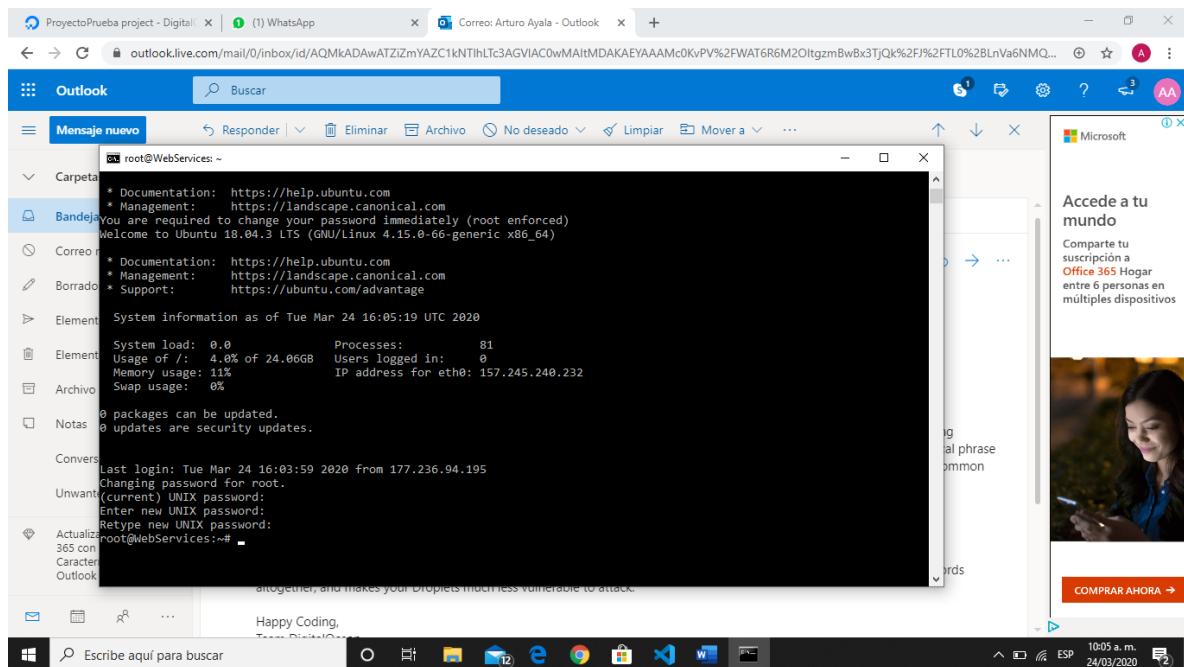 ProyectoPrueba project - Digital
(1) WhatsApp
Correo: Arturo Ayala - Outlook
outlook.live.com/mail/0/inbox/id/AQMkADAwATZiZmYAZC1kNTlhLTc3AGVIAC0wMAItMDAKAEYAAAMc0KvPV%2FWAT6R6M2OltgzmBwBx3TjQk%2FJ%2FTL0%2BLnVa6NMQ...
A
Outlook
Buscar
1
3
AA
Mensaje nuevo
Responder
Eliminar
Archivo
No deseado
Limpiar
Mover a
Carpeta
Bandeja
Correo
Borrado
Element
Element
Archivo
Notas
Convers
Unwant
Actualiza
365 con
Caracter
Outlook
root@WebServices: ~
* Documentation: https://help.ubuntu.com
* Management: https://landscape.canonical.com
You are required to change your password immediately (root enforced)
Welcome to Ubuntu 18.04.3 LTS (GNU/Linux 4.15.0-66-generic x86_64)
* Documentation: https://help.ubuntu.com
* Management: https://landscape.canonical.com
* Support: https://ubuntu.com/advantage
System information as of Tue Mar 24 16:05:19 UTC 2020
System load: 0.0 Processes: 81
Usage of /: 4.0% of 24.06GB Users logged in: 0
Memory usage: 11% IP address for eth0: 157.245.240.232
Swap usage: 0%
0 packages can be updated.
0 updates are security updates.
Last login: Tue Mar 24 16:03:59 2020 from 177.236.94.195
Changing password for root.
(current) UNIX password:
Enter new UNIX password:
Retype new UNIX password:
root@WebServices:~#
ng
al phrase
ommon
ords
altogether, and makes your Droplets much less vulnerable to attack.
Happy Coding,
Team DigitalOcean
Microsoft
Accede a tu
mundo
Comparte tu
suscripción a
Office 365 Hogar
entre 6 personas en
múltiples dispositivos
COMPRAR AHORA
Escribe aquí para buscar
12
ESP
10:05 a. m.
24/03/2020
2